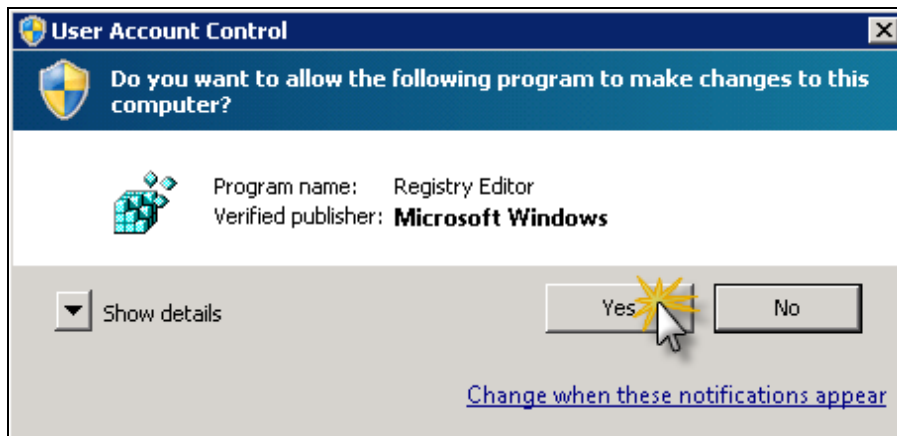 User Account Control
Do you want to allow the following program to make changes to this
computer?
Program name: Registry Editor
Verified publisher: Microsoft Windows
Show details
Yes
No
Change when these notifications appear